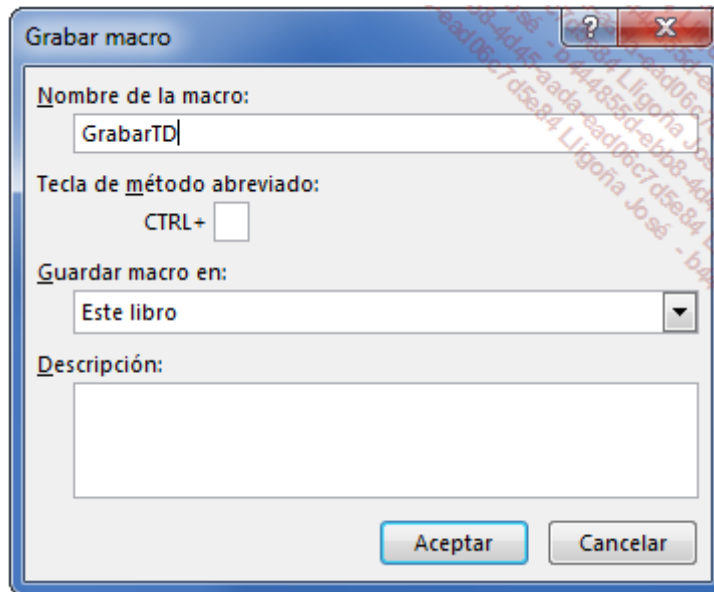 Grabar macro
?
Nombre de la macro:
GrabarTD
Tecla de método abreviado:
CTRL+
Guardar macro en:
Este libro
Descripción:
Aceptar
Cancelar